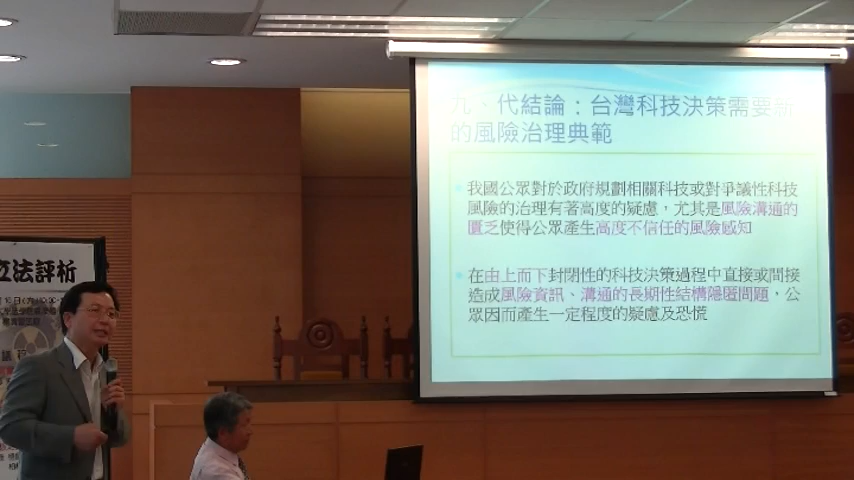 九、代結論：台灣科技決策需要新
的風險治理典範
我國公眾對於政府規劃相關科技或對爭議性科技
風險的治理有著高度的疑慮，尤其是風險溝通的
匱乏使得公眾產生高度不信任的風險感知
在由上而下封閉性的科技決策過程中直接或間接
造成風險資訊、溝通的長期性結構隱匿問題，公
眾因而產生一定程度的疑慮及恐慌
立法評析